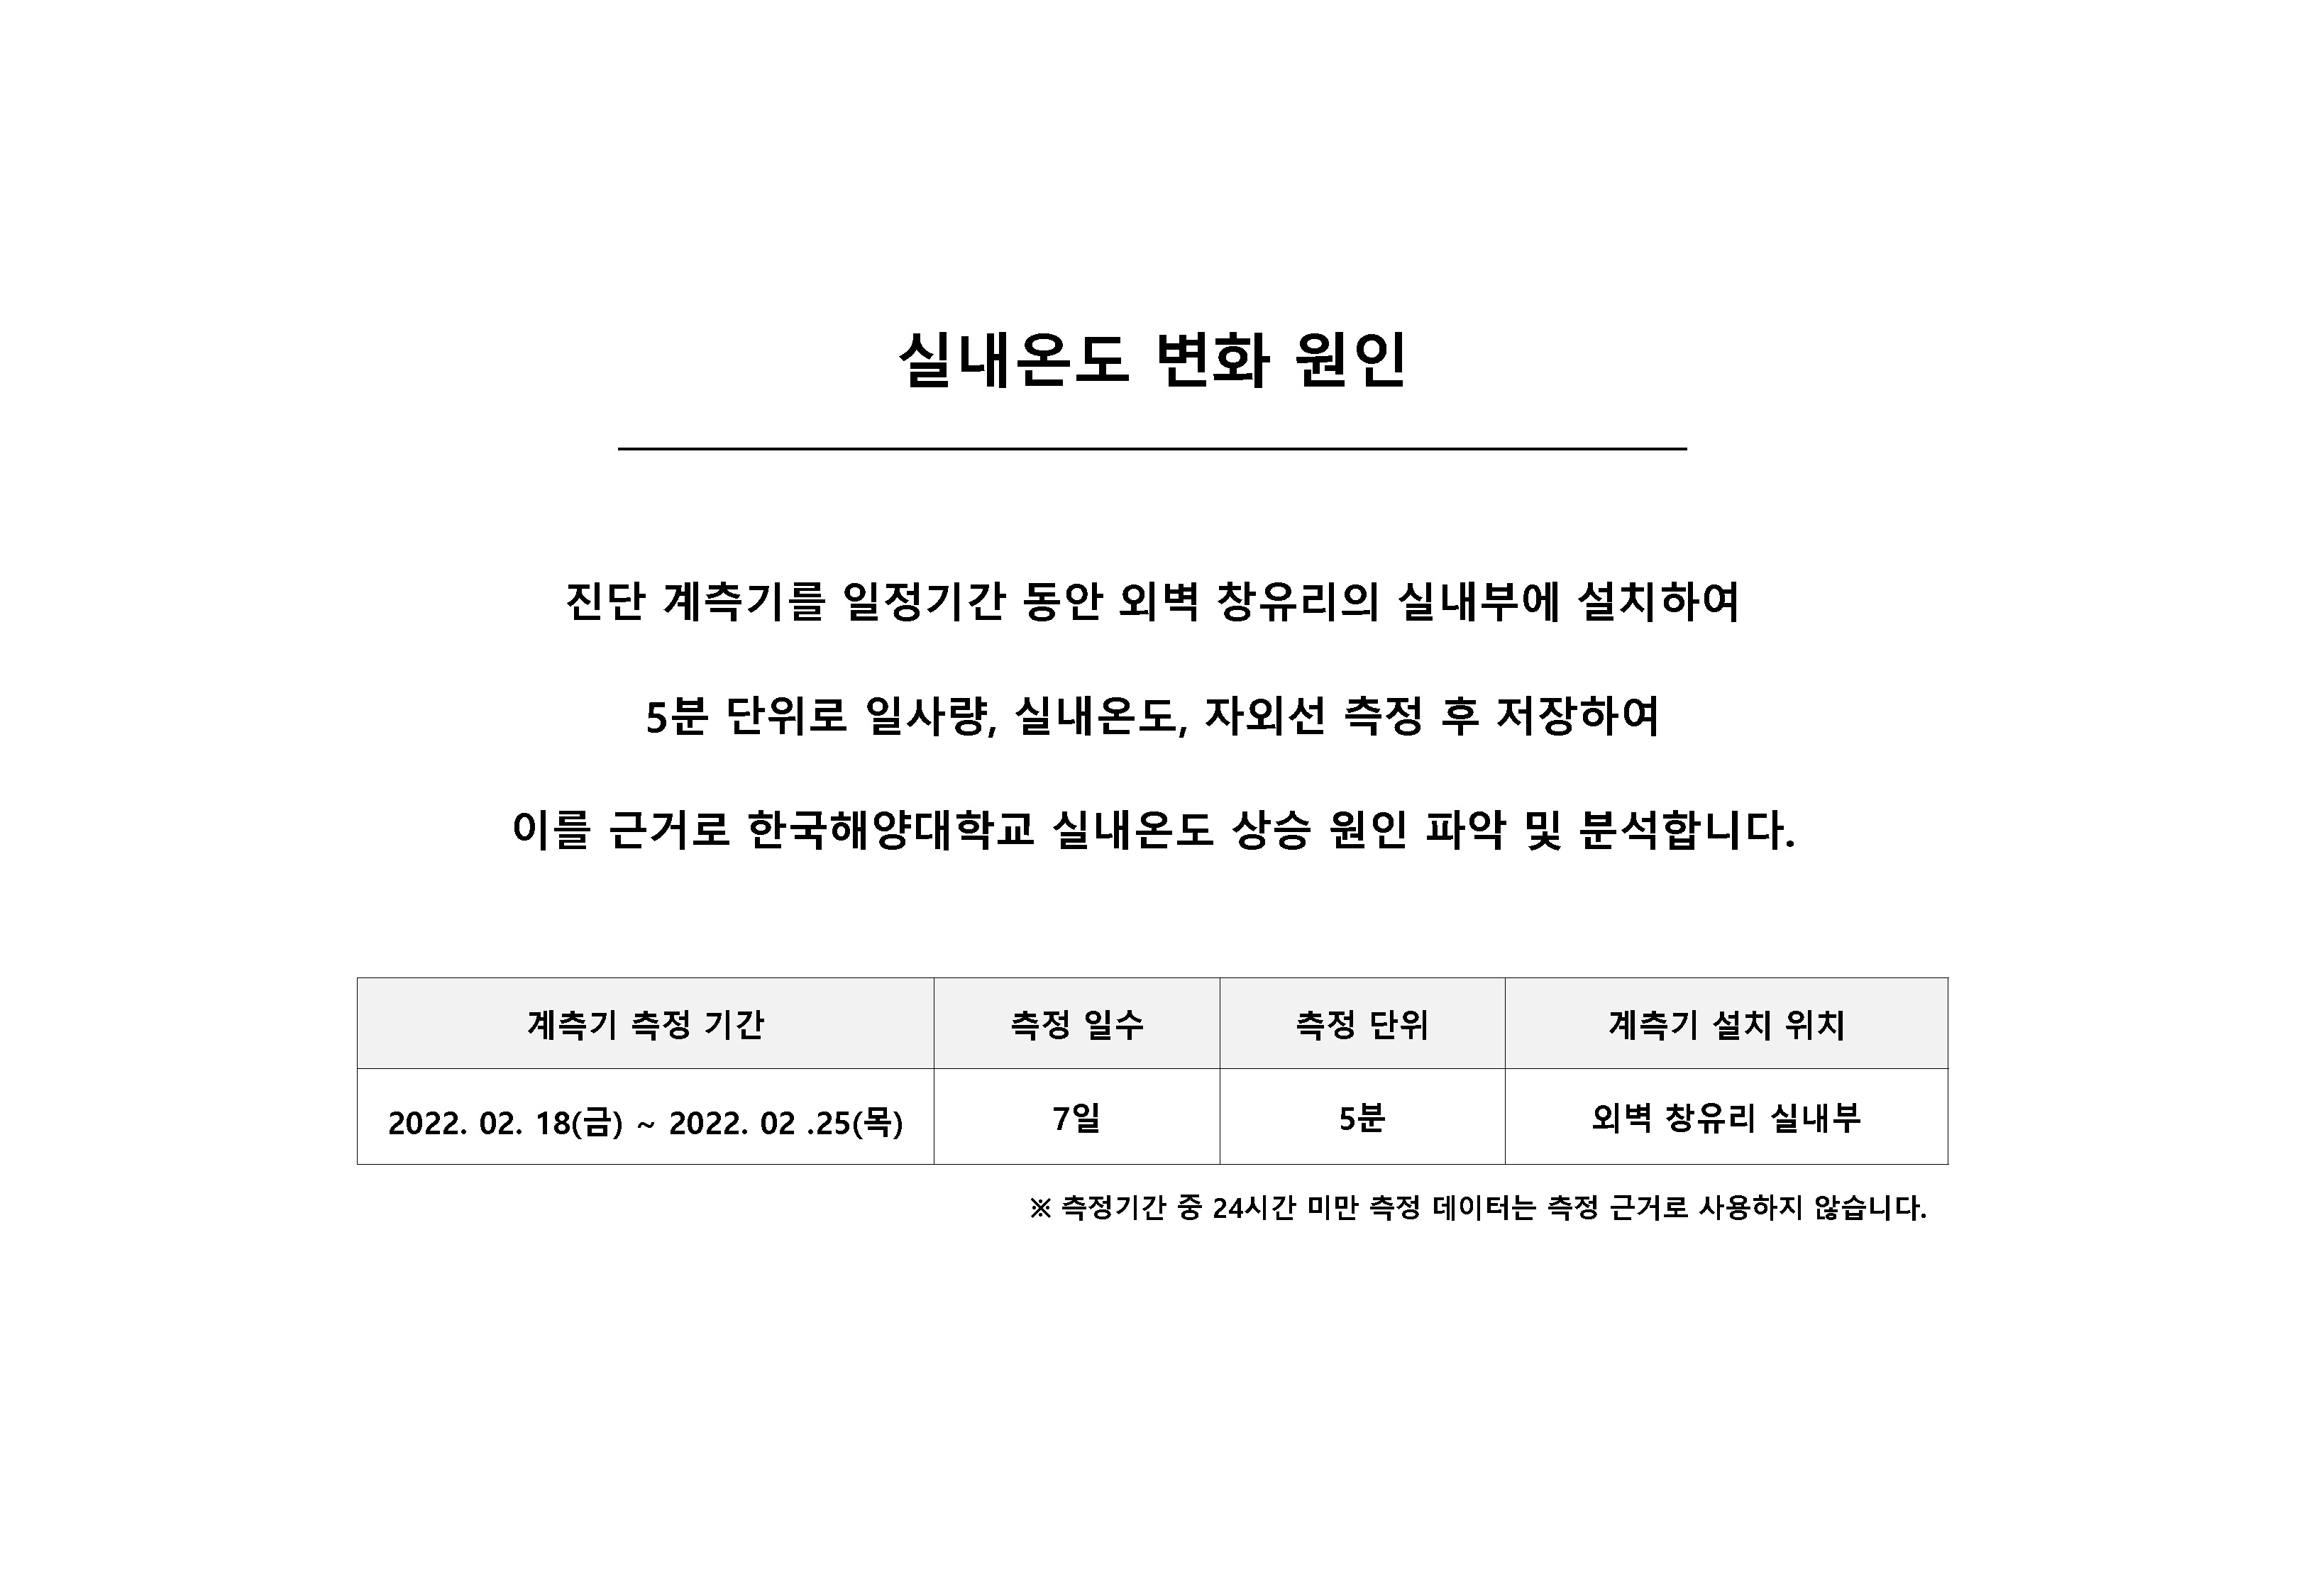 실내온도 변화 원인
진단 계측기를 일정기간 동안 외벽 창유리의 실내부에 설치하여
5분 단위로 일사량, 실내온도, 자외선 측정 후 저장하여
이를 근거로 한국해양대학교 실내온도 상승 원인 파악 및 분석합니다.
계측기 측정 기간 측정 일수 측정 단위 계측기 설치 위치
2022. 02. 18(금) ~ 2022. 02 .25(목) 7일 5분 외벽 창유리 실내부
※ 측정기간 중 24시간 미만 측정 데이터는 측정 근거로 사용하지 않습니다.